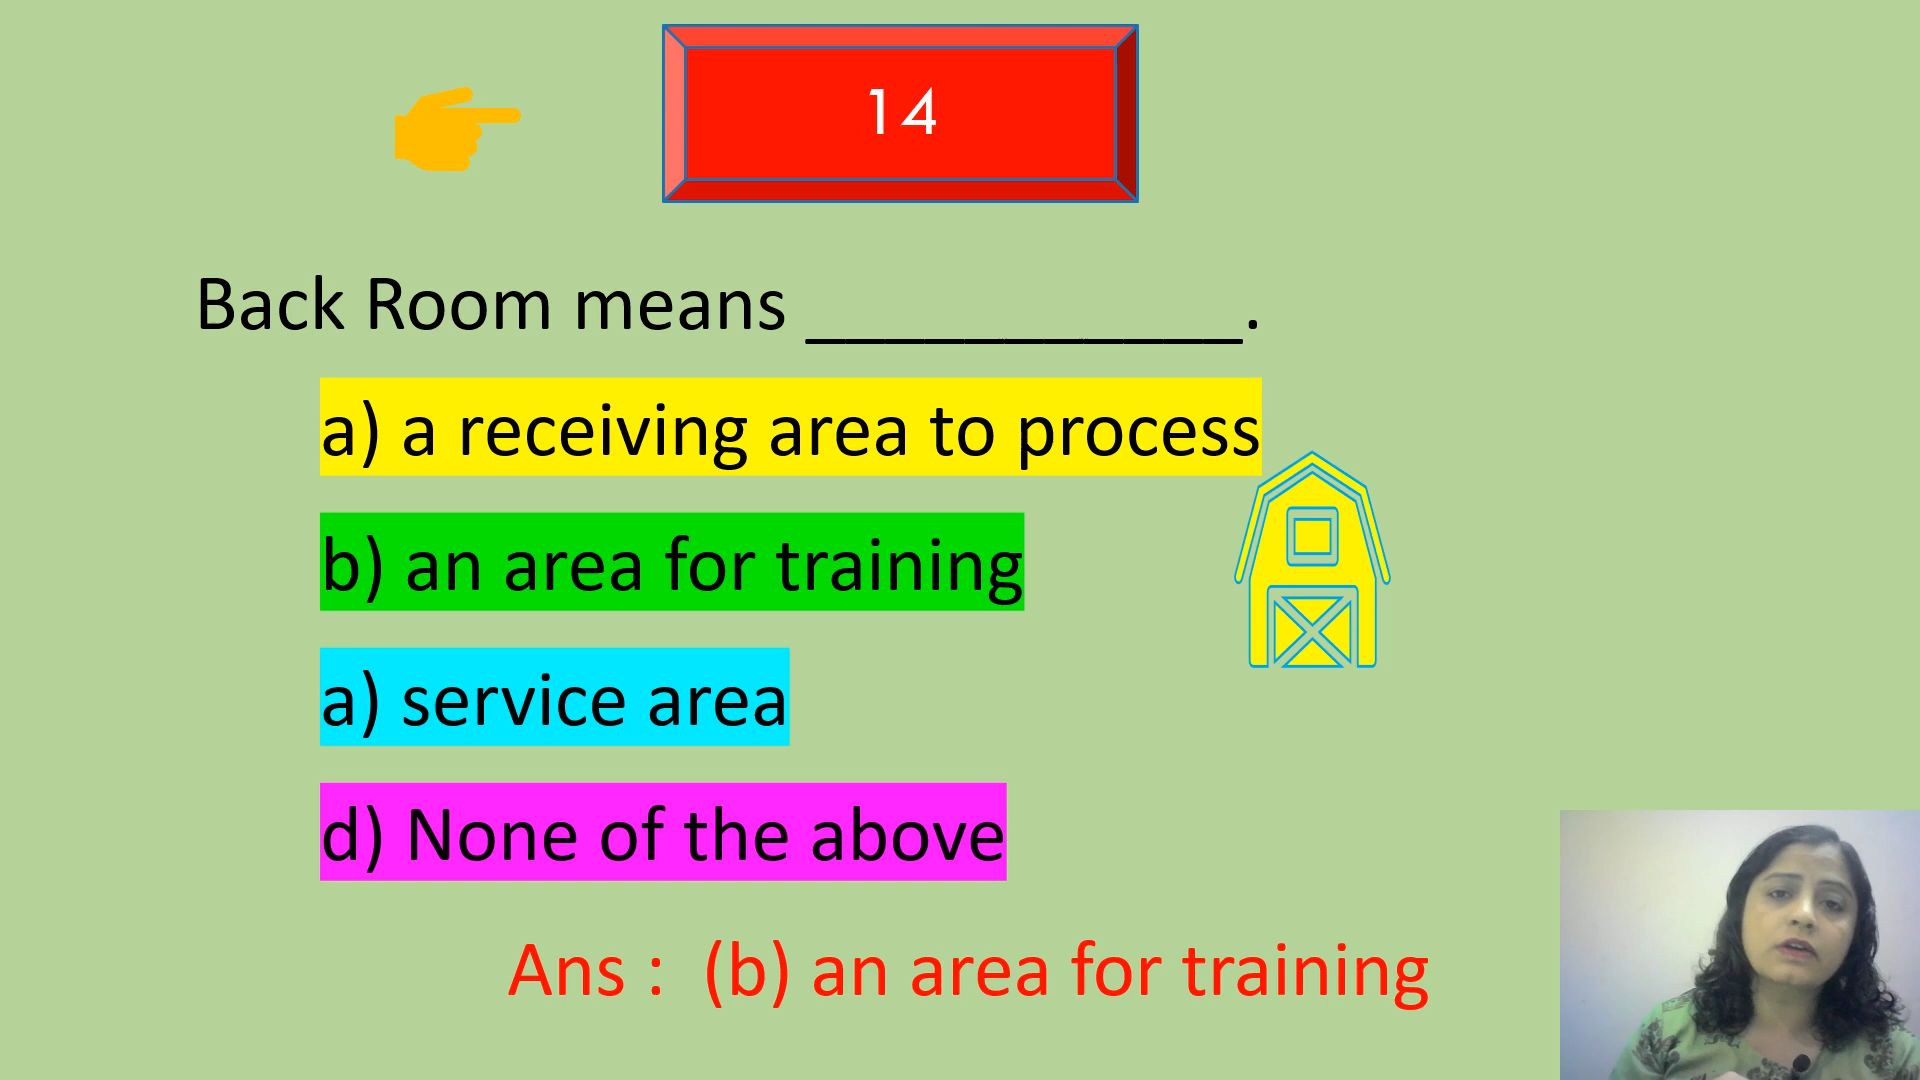 14
Back Room means ___________.
a) a receiving area to process
b) an area for training
a) service area
d) None of the above
Ans : (b) an area for training